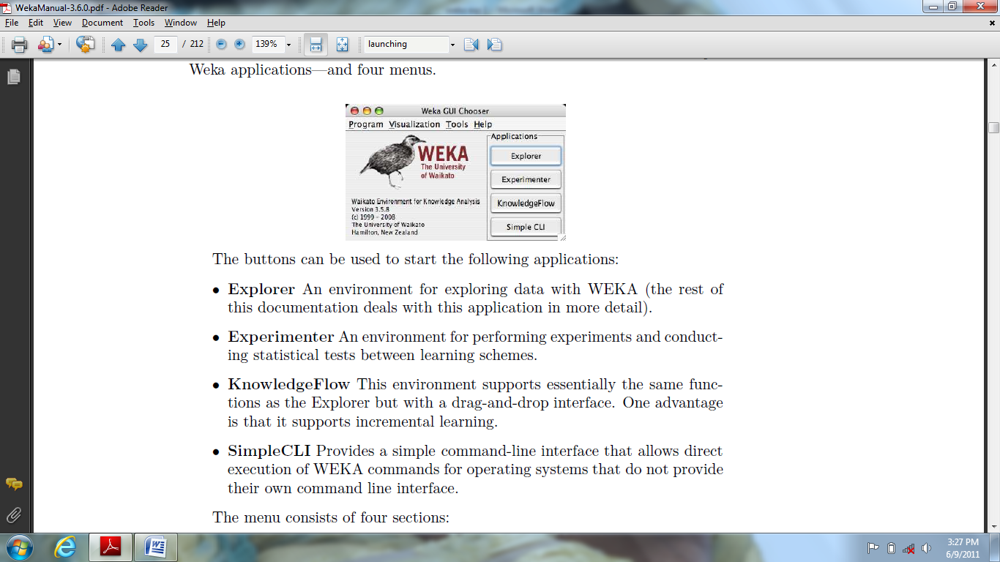 WekaManual-3.6.0.pdf - Adobe Reader
File Edit View Document Tools Window Help
25 / 212 139% launching
Weka applications—and four menus.
Weka GUI Chooser
Program Visualization Tools Help
Applications
WEKA
The University
of Waikato
Explorer
Experimenter
KnowledgeFlow
Simple CLI
Waikato Environment for Knowledge Analysis
Version 3.5.8
(c) 1999 - 2008
The University of Waikato
Hamilton, New Zealand
The buttons can be used to start the following applications:
• Explorer An environment for exploring data with WEKA (the rest of
this documentation deals with this application in more detail).
• Experimenter An environment for performing experiments and conduct-
ing statistical tests between learning schemes.
• KnowledgeFlow This environment supports essentially the same func-
tions as the Explorer but with a drag-and-drop interface. One advantage
is that it supports incremental learning.
• SimpleCLI Provides a simple command-line interface that allows direct
execution of WEKA commands for operating systems that do not provide
their own command line interface.
The menu consists of four sections:
3:27 PM
6/9/2011